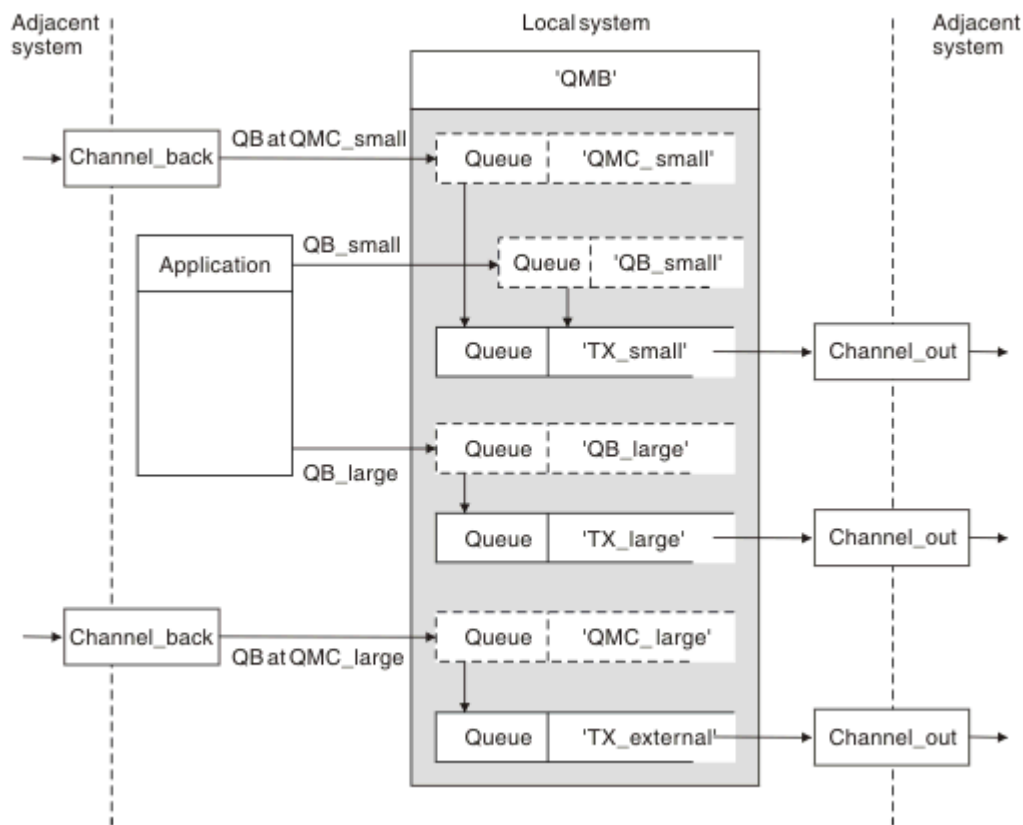 Adjacent
system
Local system
Adjacent
system
'QMB'
Channel_back
QB at QMC_small
Queue
'QMC_small'
Application
QB_small
Queue
'QB_small'
Queue
'TX_small'
Channel_out
QB_large
Queue
'QB_large'
Queue
'TX_large'
Channel_out
Channel_back
QB at QMC_large
Queue
'QMC_large'
Queue
'TX_external'
Channel_out